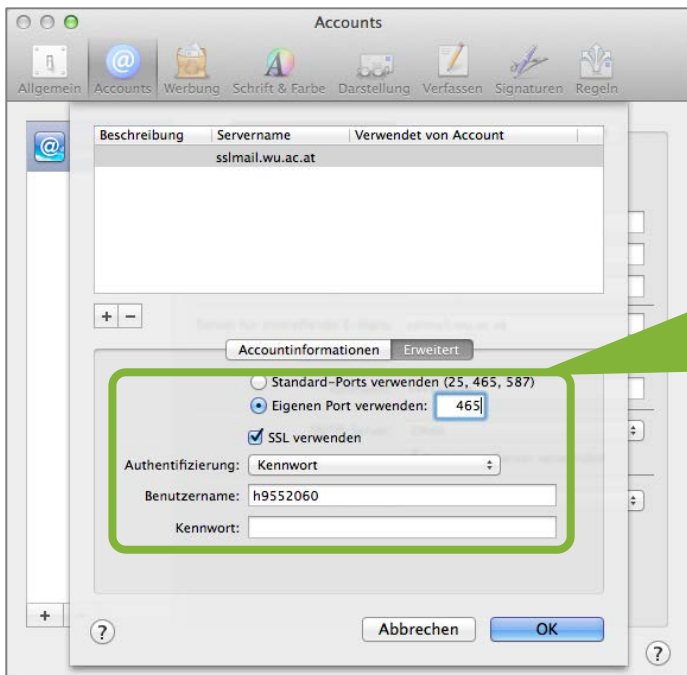 Accounts
Allgemein Accounts Werbung Schrift & Farbe Darstellung Verfassen Signaturen Regeln
Beschreibung Servername Verwendet von Account
sslmail.wu.ac.at
+ −
Accountinformationen Erweitert
Standard-Ports verwenden (25, 465, 587)
Eigenen Port verwenden: 465
SSL verwenden
Authentifizierung: Kennwort
Benutzername: h9552060
Kennwort:
+
? Abbrechen OK
?